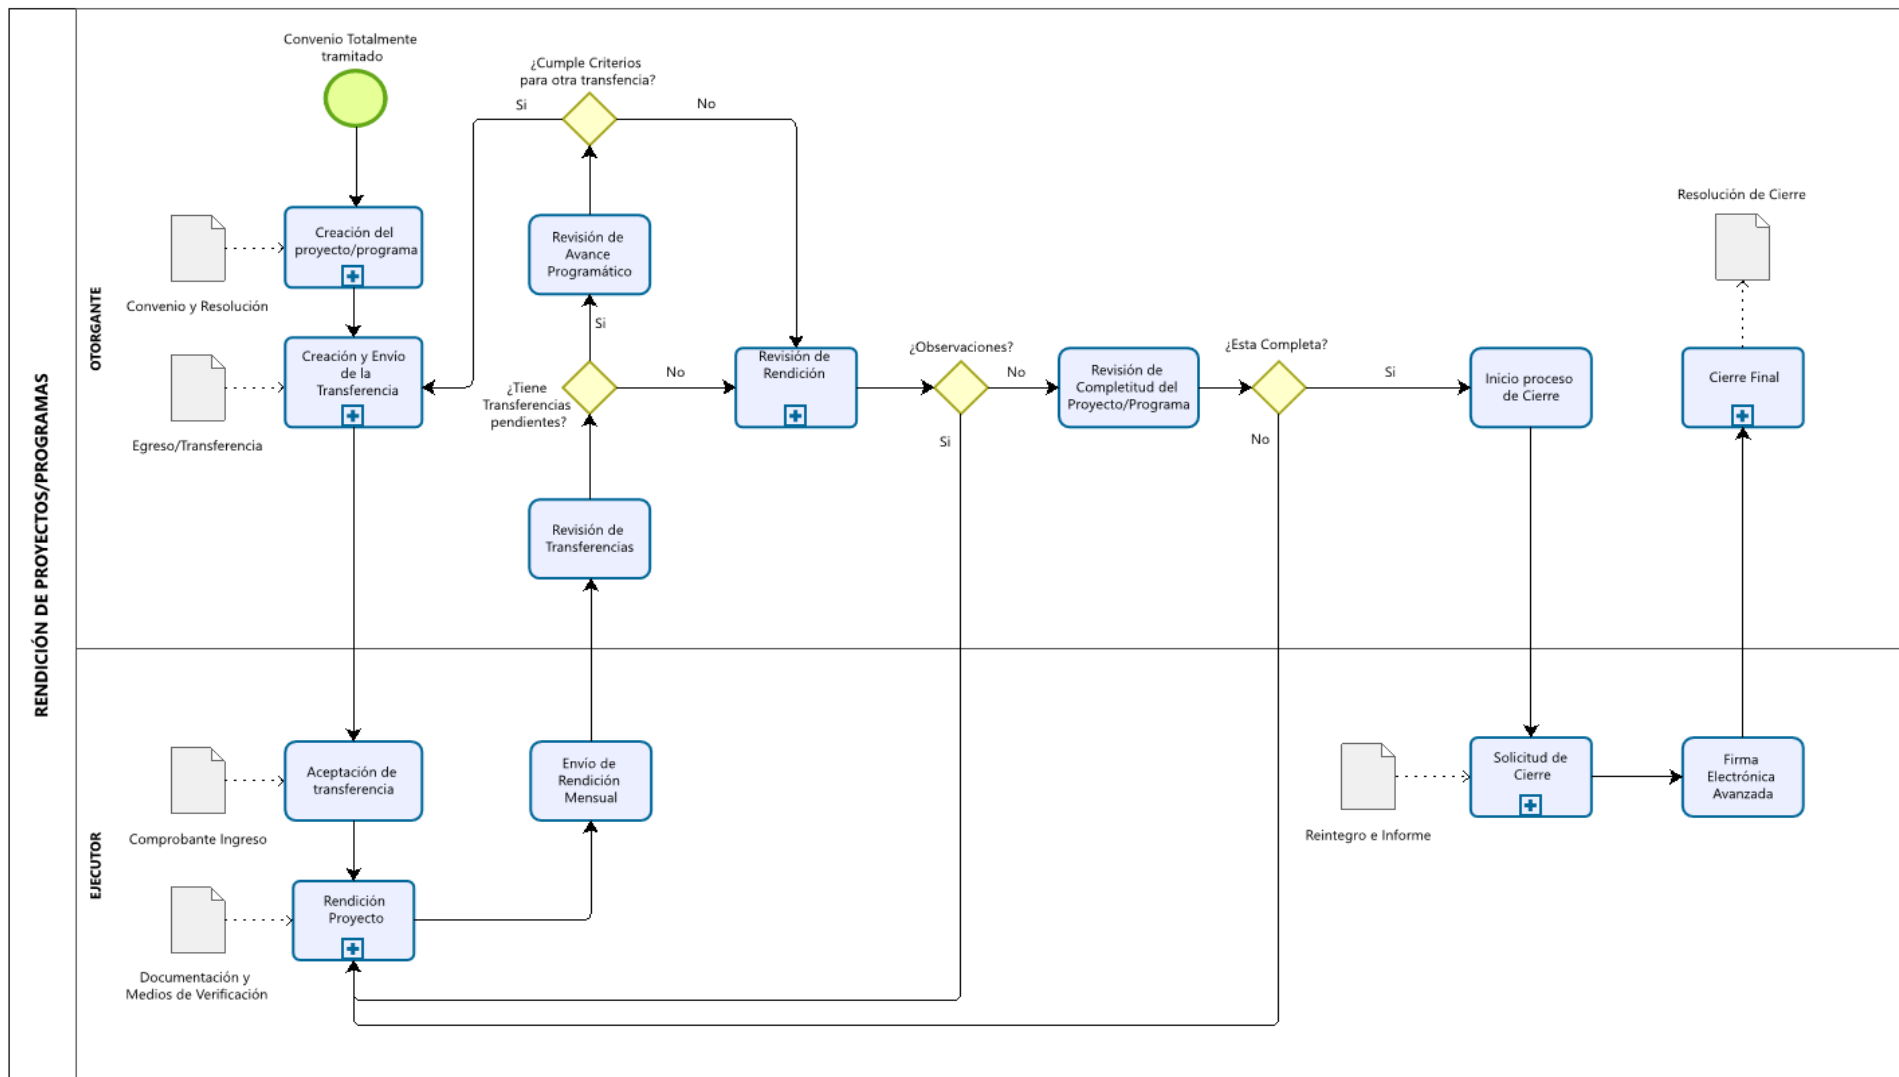 RENDICIÓN DE PROYECTOS/PROGRAMAS
OTORGANTE
Convenio Totalmente
tramitado
¿Cumple Criterios
para otra transfencia?
Si
No
Creación del
proyecto/programa
Convenio y Resolución
Revisión de
Avance
Programático
Resolución de Cierre
Si
Creación y Envío
de la
Transferencia
Egreso/Transferencia
¿Tiene
Transferencias
pendientes?
No
Revisión de
Rendición
¿Observaciones?
No
Si
Revisión de
Completitud del
Proyecto/Programa
¿Esta Completa?
Si
No
Inicio proceso
de Cierre
Cierre Final
Revisión de
Transferencias
EJECUTOR
Aceptación de
transferencia
Comprobante Ingreso
Envío de
Rendición
Mensual
Solicitud de
Cierre
Reintegro e Informe
Firma
Electrónica
Avanzada
Rendición
Proyecto
Documentación y
Medios de Verificación